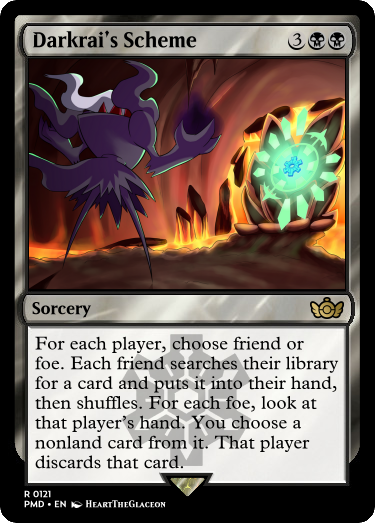 Darkrai's Scheme 3
Sorcery
For each player, choose friend or
foe. Each friend searches their library
for a card and puts it into their hand,
then shuffles. For each foe, look at
that player's hand. You choose a
nonland card from it. That player
discards that card.
R 0121
PMD • EN HeartTheGlaceon